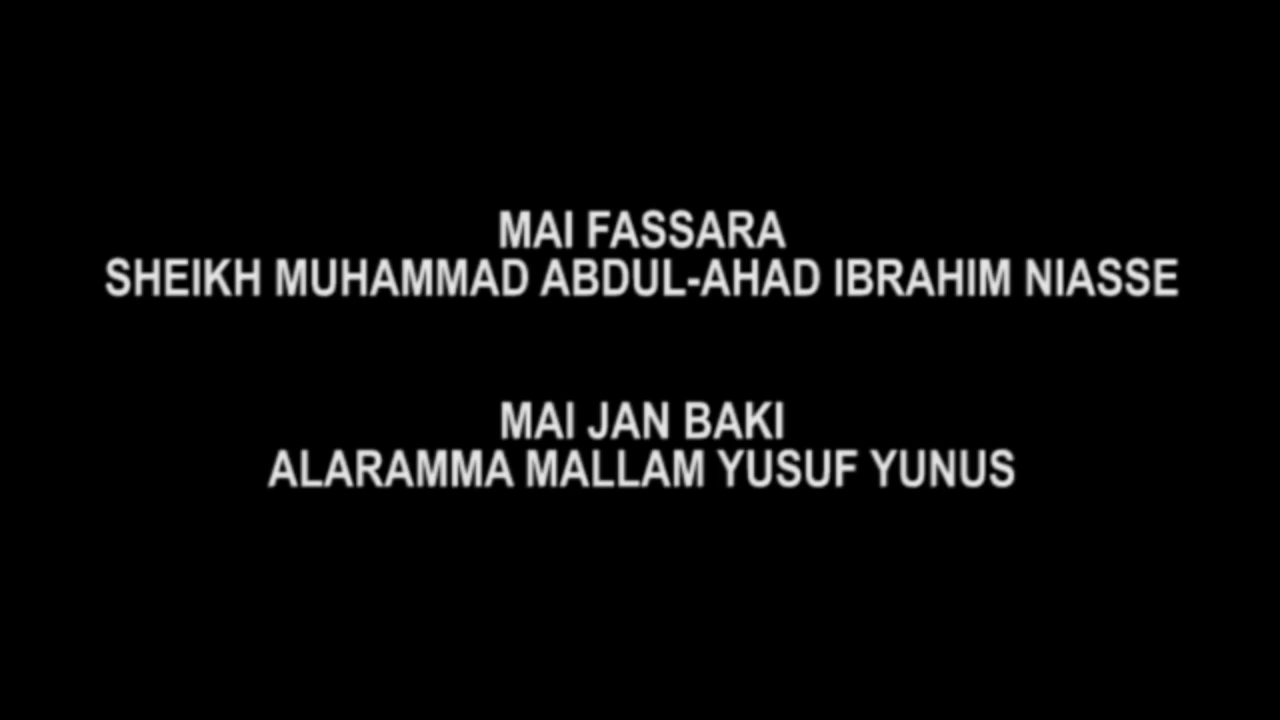 MAI FASSARA
SHEIKH MUHAMMAD ABDUL-AHAD IBRAHIM NIASSE
MAI JAN BAKI
ALARAMMA MALLAM YUSUF YUNUS